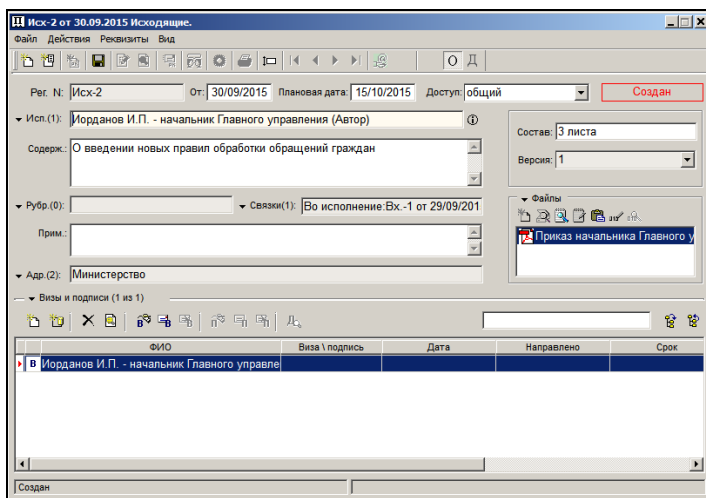 Исх-2 от 30.09.2015 Исходящие.
Файл Действия Реквизиты Вид
О Д
Рег. N: Исх-2 От: 30/09/2015 Плановая дата: 15/10/2015 Доступ: общий Создан
Исп.(1): Иорданов И.П. - начальник Главного управления (Автор)
Состав: 3 листа
Содерж.: О введении новых правил обработки обращений граждан
Версия: 1
Рубр.(0): Связки(1): Во исполнение:Вх.-1 от 29/09/201
Файлы
Прим.:
Приказ начальника Главного у
Адр.(2): Министерство
Визы и подписи (1 из 1)
ФИО Виза \ подпись Дата Направлено Срок
В Иорданов И.П. - начальник Главного управле
Создан